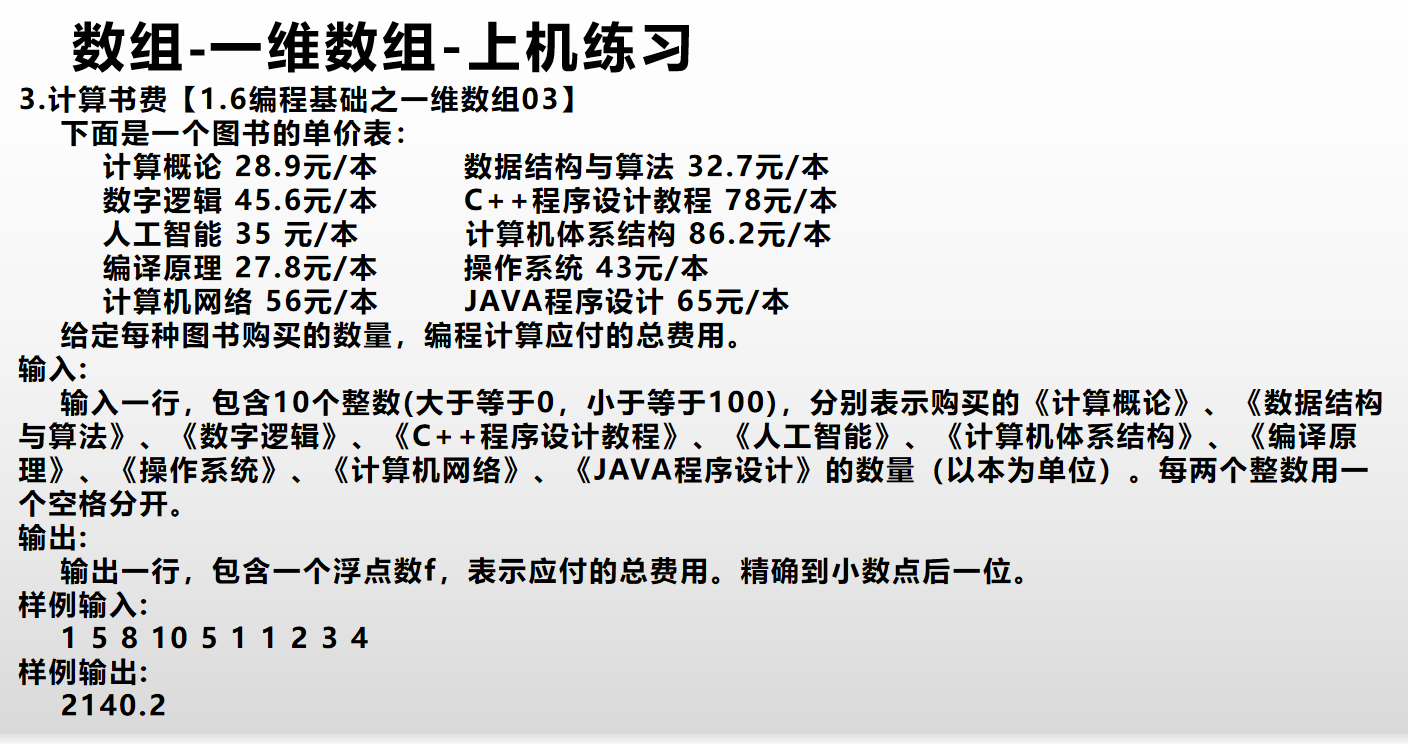 数组-一维数组-上机练习
3.计算书费【1.6编程基础之一维数组03】
下面是一个图书的单价表：
计算概论 28.9元/本 数据结构与算法 32.7元/本
数字逻辑 45.6元/本 C++程序设计教程 78元/本
人工智能 35 元/本 计算机体系结构 86.2元/本
编译原理 27.8元/本 操作系统 43元/本
计算机网络 56元/本 JAVA程序设计 65元/本
给定每种图书购买的数量，编程计算应付的总费用。
输入:
输入一行，包含10个整数(大于等于0，小于等于100)，分别表示购买的《计算概论》、《数据结构
与算法》、《数字逻辑》、《C++程序设计教程》、《人工智能》、《计算机体系结构》、《编译原
理》、《操作系统》、《计算机网络》、《JAVA程序设计》的数量（以本为单位）。每两个整数用一
个空格分开。
输出:
输出一行，包含一个浮点数f，表示应付的总费用。精确到小数点后一位。
样例输入:
1 5 8 10 5 1 1 2 3 4
样例输出:
2140.2